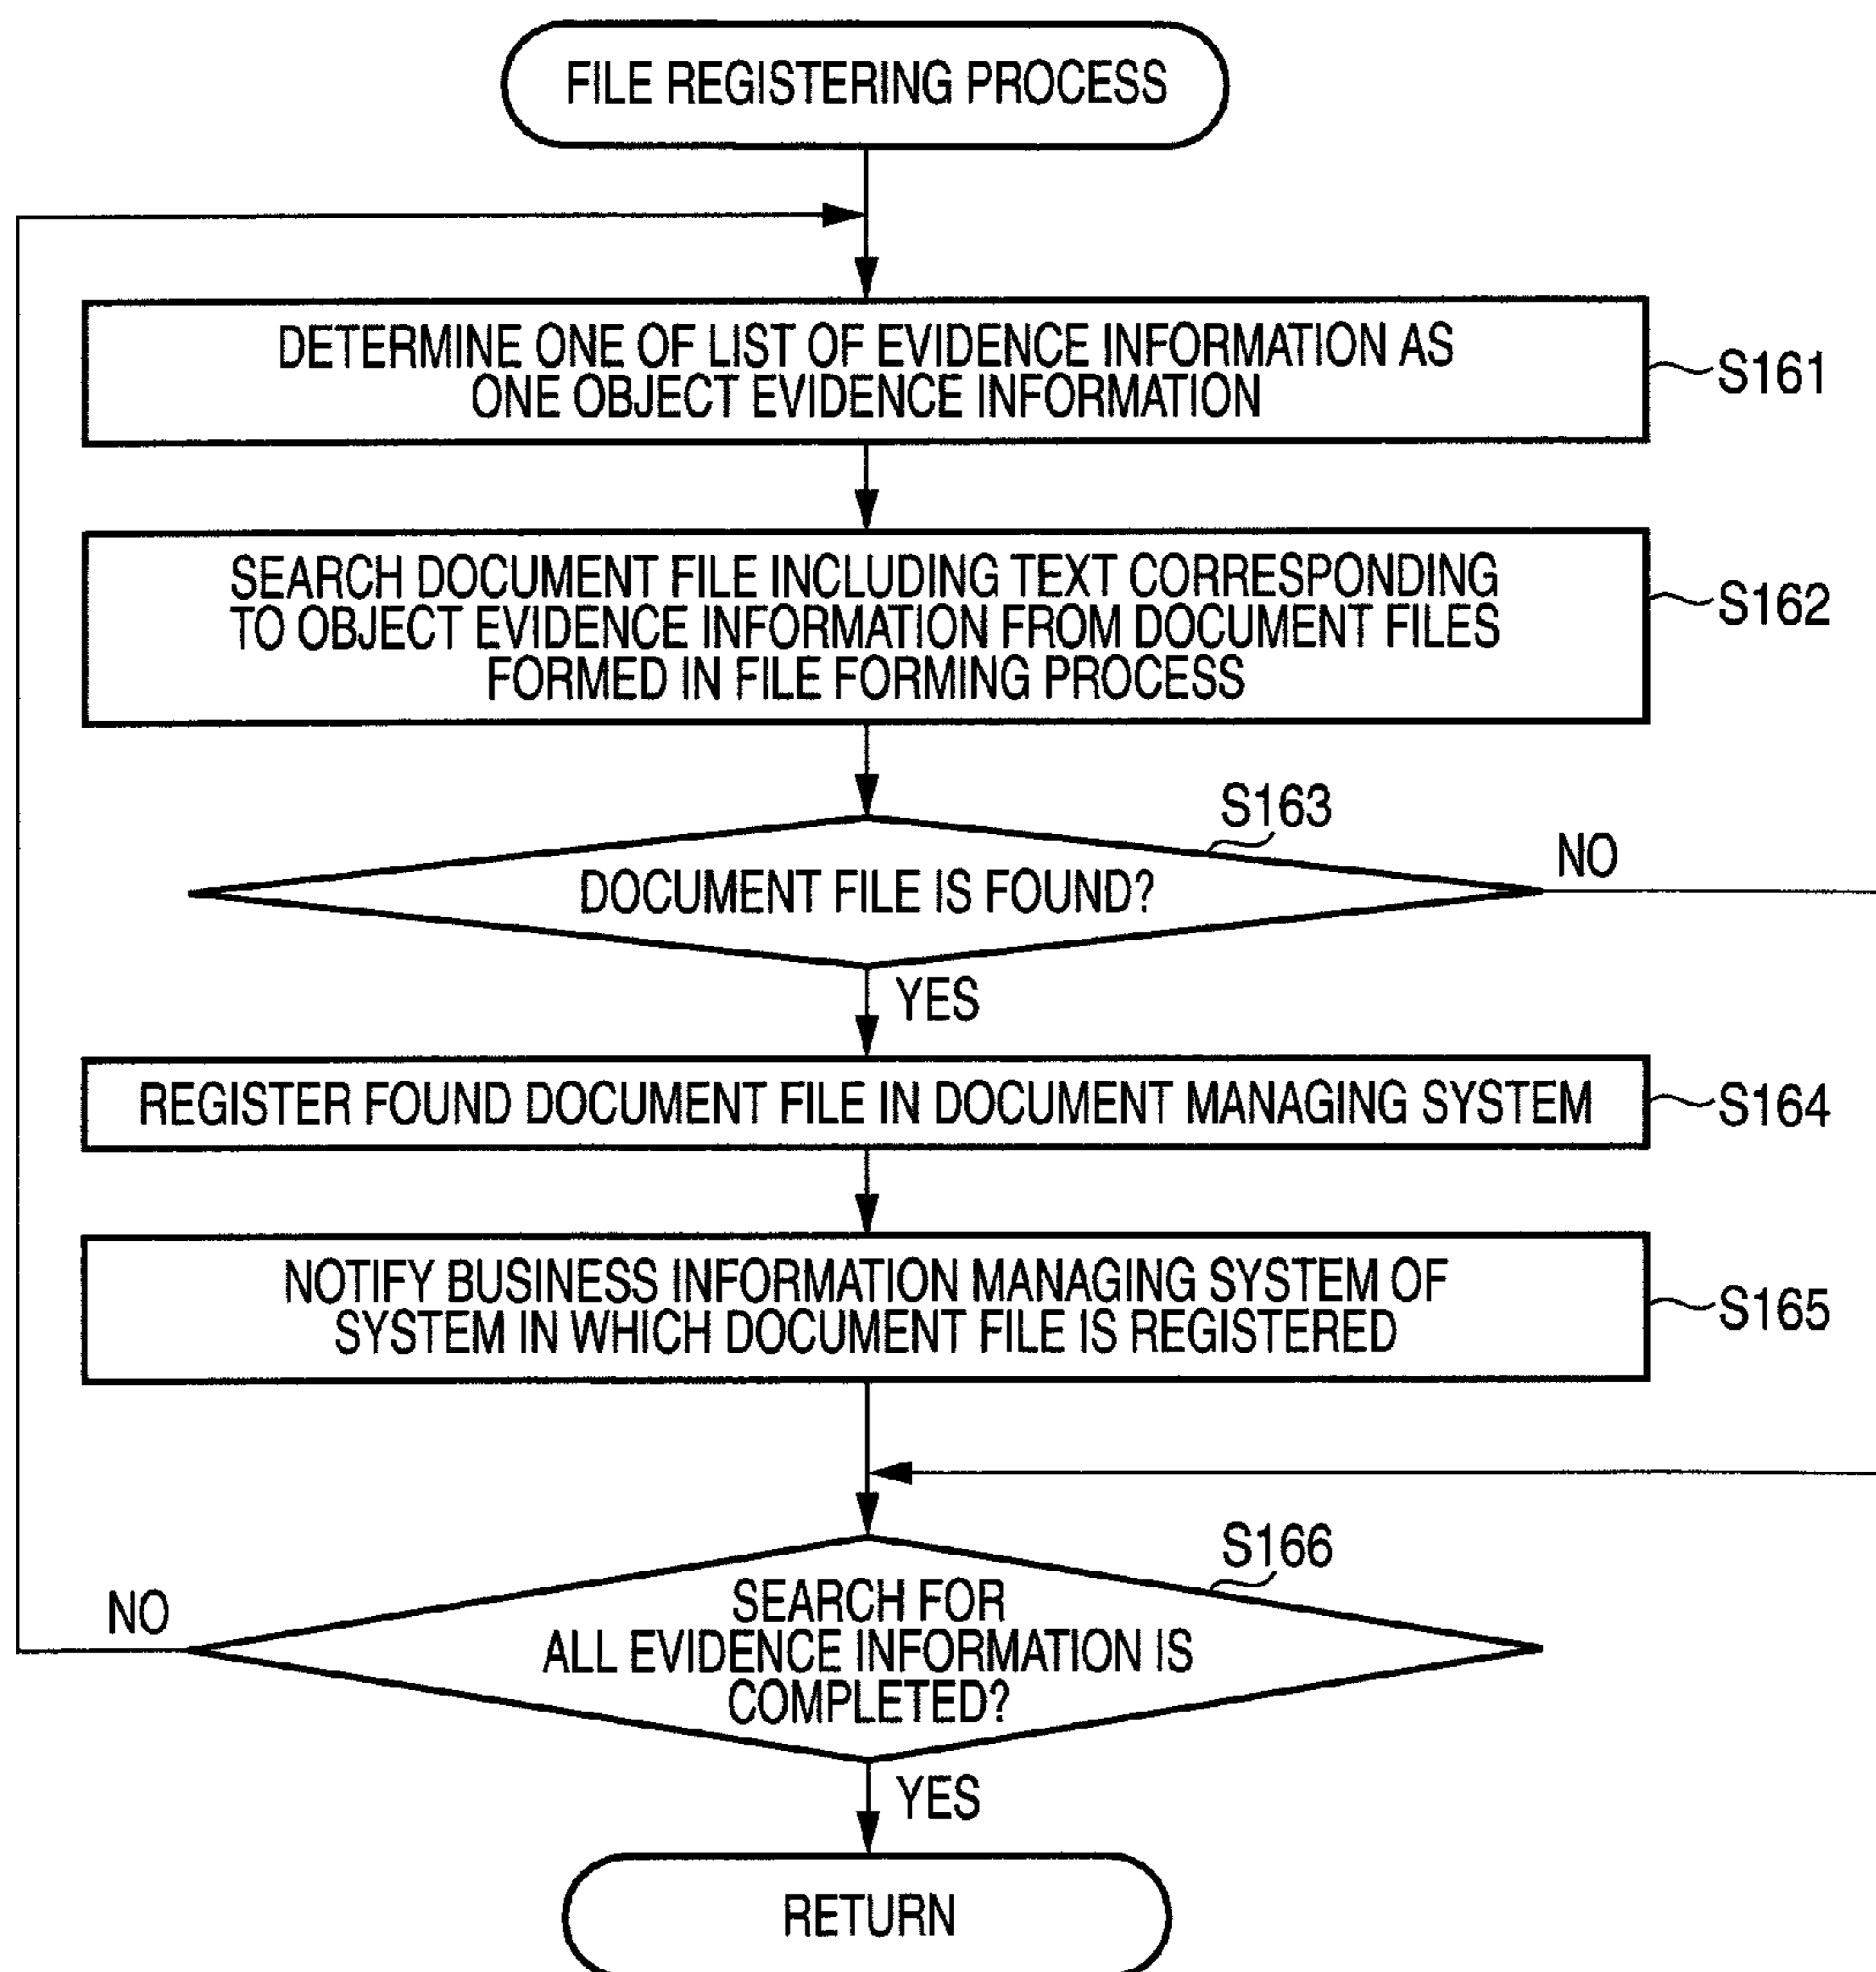 FILE REGISTERING PROCESS
DETERMINE ONE OF LIST OF EVIDENCE INFORMATION AS
ONE OBJECT EVIDENCE INFORMATION
S161
SEARCH DOCUMENT FILE INCLUDING TEXT CORRESPONDING
TO OBJECT EVIDENCE INFORMATION FROM DOCUMENT FILES
FORMED IN FILE FORMING PROCESS
S162
S163
DOCUMENT FILE IS FOUND?
NO
YES
REGISTER FOUND DOCUMENT FILE IN DOCUMENT MANAGING SYSTEM
S164
NOTIFY BUSINESS INFORMATION MANAGING SYSTEM OF
SYSTEM IN WHICH DOCUMENT FILE IS REGISTERED
S165
S166
NO
SEARCH FOR
ALL EVIDENCE INFORMATION IS
COMPLETED?
YES
RETURN